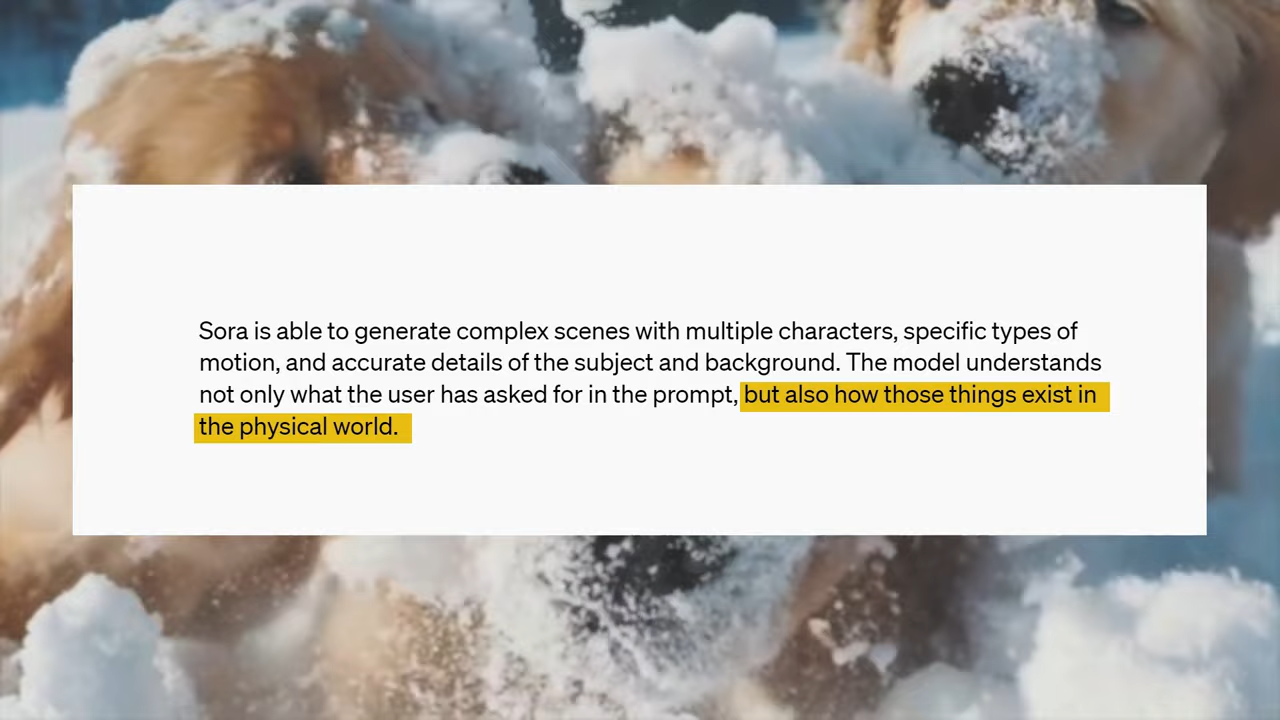 Sora is able to generate complex scenes with multiple characters, specific types of
motion, and accurate details of the subject and background. The model understands
not only what the user has asked for in the prompt, but also how those things exist in
the physical world.